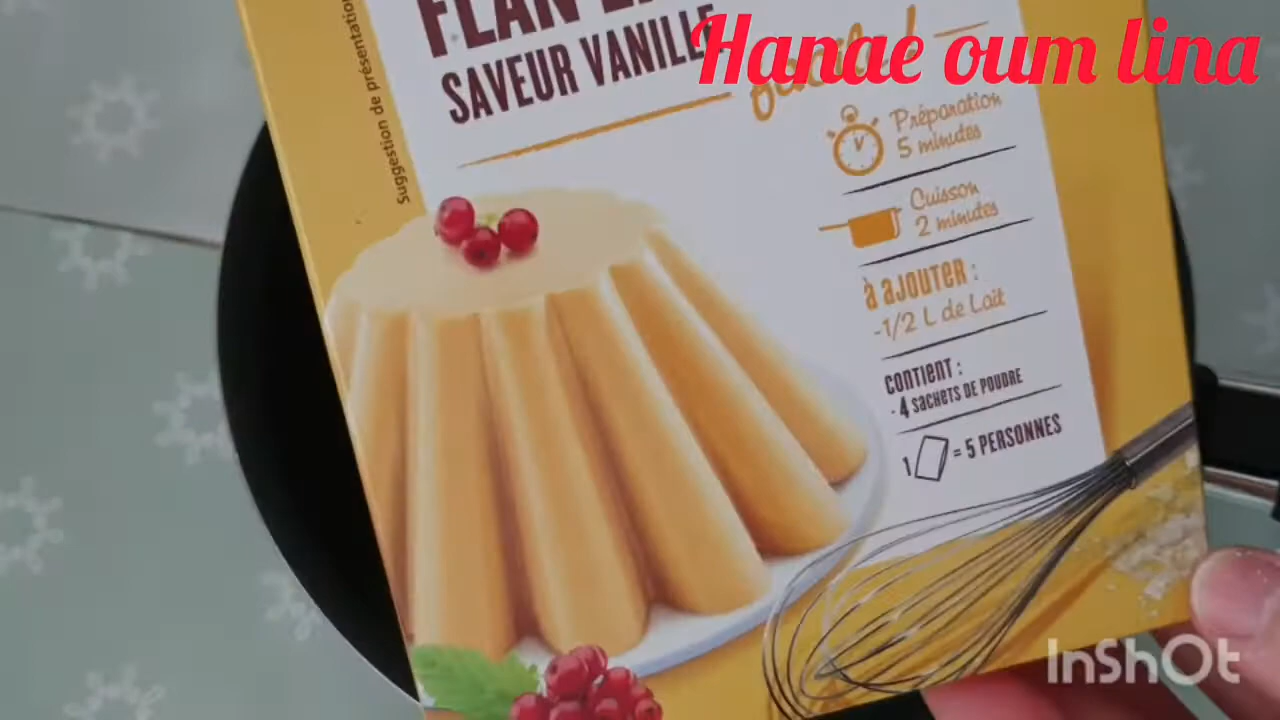 Suggestion de présentation
FLAN
SAVEUR VANILLE
facile!
Hanae oum lina
Préparation
5 minutes
Cuisson
2 minutes
à ajouter :
-1/2 L de Lait
contient :
- 4 sachets de poudre
1 = 5 PERSONNES
InShOt